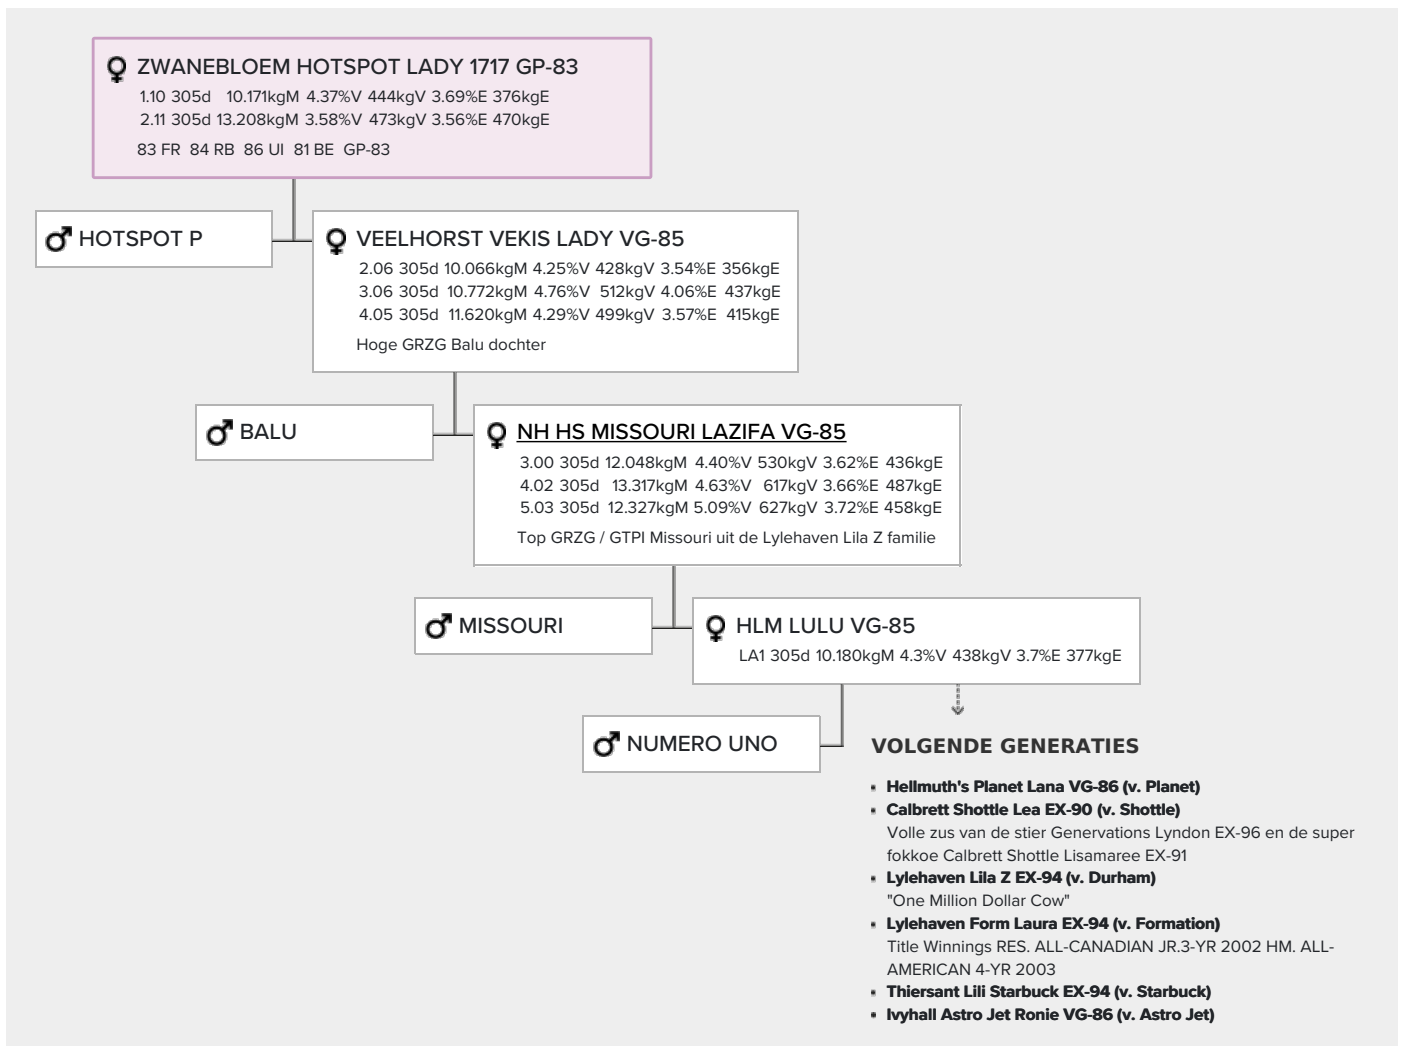 ZWANEBLOEM HOTSPOT LADY 1717 GP-83
1.10 305d 10.171kgM 4.37%V 444kgV 3.69%E 376kgE
2.11 305d 13.208kgM 3.58%V 473kgV 3.56%E 470kgE
83 FR 84 RB 86 UI 81 BE GP-83
HOTSPOT P
VEELHORST VEKIS LADY VG-85
2.06 305d 10.066kgM 4.25%V 428kgV 3.54%E 356kgE
3.06 305d 10.772kgM 4.76%V 512kgV 4.06%E 437kgE
4.05 305d 11.620kgM 4.29%V 499kgV 3.57%E 415kgE
Hoge GRZG Balu dochter
BALU
NH HS MISSOURI LAZIFA VG-85
3.00 305d 12.048kgM 4.40%V 530kgV 3.62%E 436kgE
4.02 305d 13.317kgM 4.63%V 617kgV 3.66%E 487kgE
5.03 305d 12.327kgM 5.09%V 627kgV 3.72%E 458kgE
Top GRZG / GTPI Missouri uit de Lylehaven Lila Z familie
MISSOURI
HLM LULU VG-85
LA1 305d 10.180kgM 4.3%V 438kgV 3.7%E 377kgE
NUMERO UNO
VOLGENDE GENERATIES
Hellmuth's Planet Lana VG-86 (v. Planet)
Calbrett Shottle Lea EX-90 (v. Shottle)
Volle zus van de stier Genervations Lyndon EX-96 en de super
fokkoe Calbrett Shottle Lisamaree EX-91
Lylehaven Lila Z EX-94 (v. Durham)
"One Million Dollar Cow"
Lylehaven Form Laura EX-94 (v. Formation)
Title Winnings RES. ALL-CANADIAN JR.3-YR 2002 HM. ALL-
AMERICAN 4-YR 2003
Thiersant Lili Starbuck EX-94 (v. Starbuck)
Ivyhall Astro Jet Ronie VG-86 (v. Astro Jet)